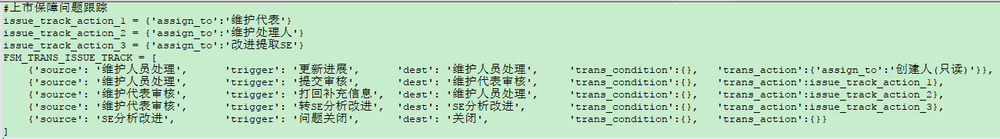 #上市保障问题跟踪
issue_track_action_1 = {'assign_to':'维护代表'}
issue_track_action_2 = {'assign_to':'维护处理人'}
issue_track_action_3 = {'assign_to':'改进提取SE'}
FSM_TRANS_ISSUE_TRACK = [
    {'source': '维护人员处理',      'trigger': '更新进展',      'dest': '维护人员处理',      'trans_condition':{},   'trans_action':{'assign_to':'创建人(只读)'}},
    {'source': '维护人员处理',      'trigger': '提交审核',      'dest': '维护代表审核',      'trans_condition':{},   'trans_action':issue_track_action_1},
    {'source': '维护代表审核',      'trigger': '打回补充信息',  'dest': '维护人员处理',      'trans_condition':{},   'trans_action':issue_track_action_2},
    {'source': '维护代表审核',      'trigger': '转SE分析改进',  'dest': 'SE分析改进',        'trans_condition':{},   'trans_action':issue_track_action_3},
    {'source': 'SE分析改进',        'trigger': '问题关闭',      'dest': '关闭',              'trans_condition':{},   'trans_action':{}}
]